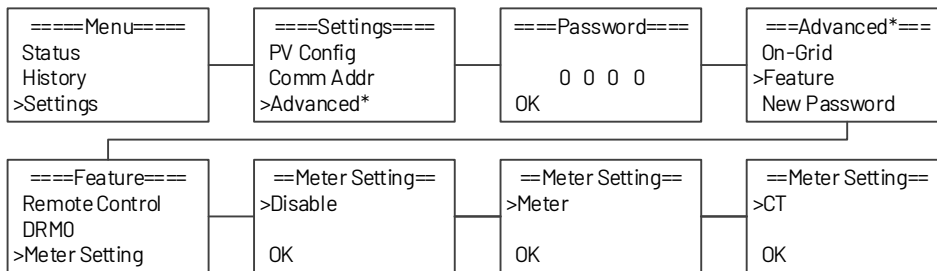 =====Menu=====
Status
History
>Settings
====Settings====
PV Config
Comm Addr
>Advanced*
====Password====
0 0 0 0
OK
===Advanced*===
On-Grid
>Feature
New Password
====Feature====
Remote Control
DRM0
>Meter Setting
==Meter Setting==
>Disable
OK
==Meter Setting==
>Meter
OK
==Meter Setting==
>CT
OK